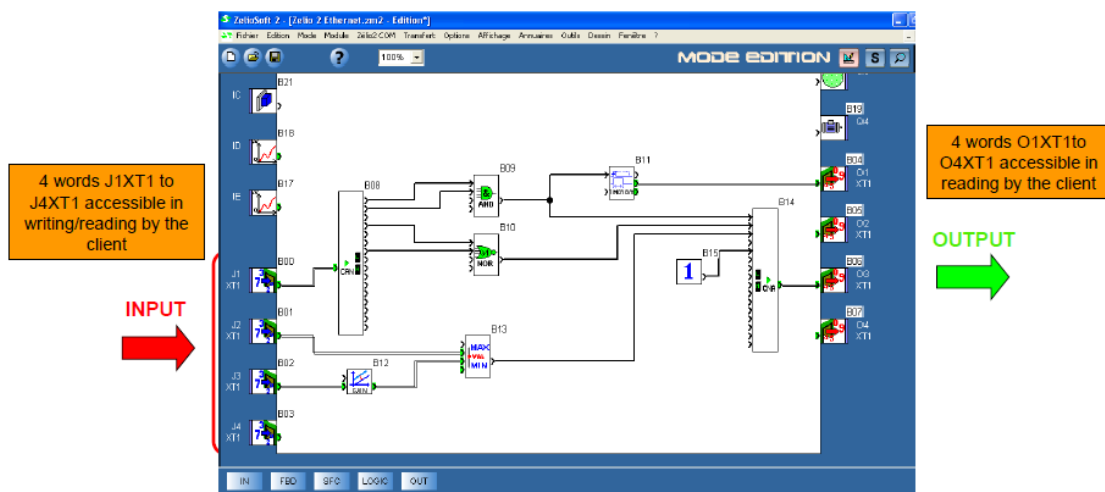 ZelioSoft 2 - [Zelio 2 Ethernet.zm2 - Edition*]
Fichier Edition Mode Module Zélio2 COM Transfert Options Affichage Annuaires Outils Dessin Fenêtre ?
100%
MODE EDITION
S
IC
B21
ID
B18
IE
B17
B19
B08
B09
AND
B11
B04
O1
XT1
B10
NOR
B14
B05
O2
XT1
B15
1
J1
XT1
B00
CAN
CNA
B06
O3
XT1
J2
XT1
B01
B13
MAX
VAL
MIN
B07
O4
XT1
J3
XT1
B02
B12
GAIN
J4
XT1
B03
IN FBD SFC LOGIC OUT
4 words J1XT1 to
J4XT1 accessible in
writing/reading by the
client
INPUT
4 words O1XT1to
O4XT1 accessible in
reading by the client
OUTPUT